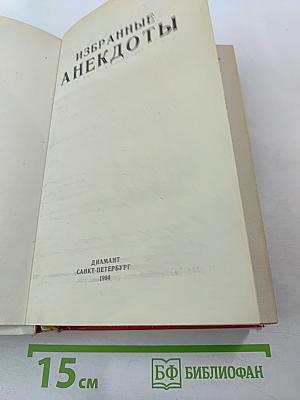 ИЗБРАННЫЕ
АНЕКДОТЫ
ДИАМАНТ
САНКТ-ПЕТЕРБУРГ
1994
15 см
БФ БИБЛИОФАН